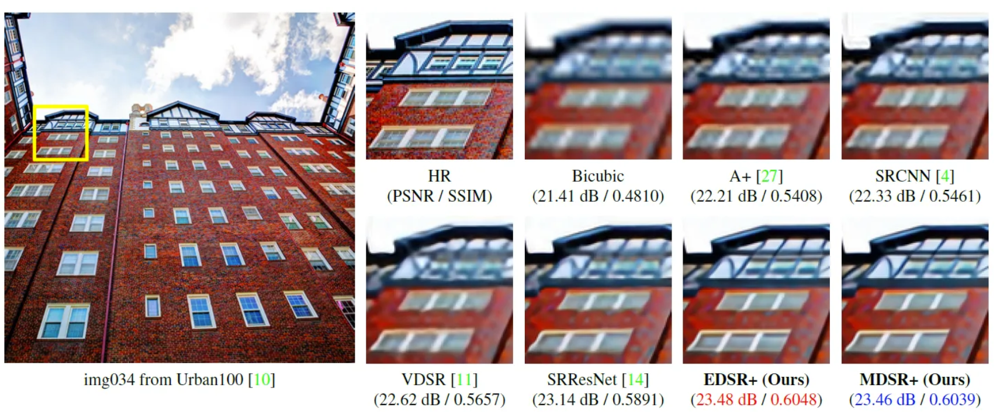 HR
(PSNR / SSIM)
Bicubic
(21.41 dB / 0.4810)
A+ [27]
(22.21 dB / 0.5408)
SRCNN [4]
(22.33 dB / 0.5461)
img034 from Urban100 [10]
VDSR [11]
(22.62 dB / 0.5657)
SRResNet [14]
(23.14 dB / 0.5891)
EDSR+ (Ours)
(23.48 dB / 0.6048)
MDSR+ (Ours)
(23.46 dB / 0.6039)